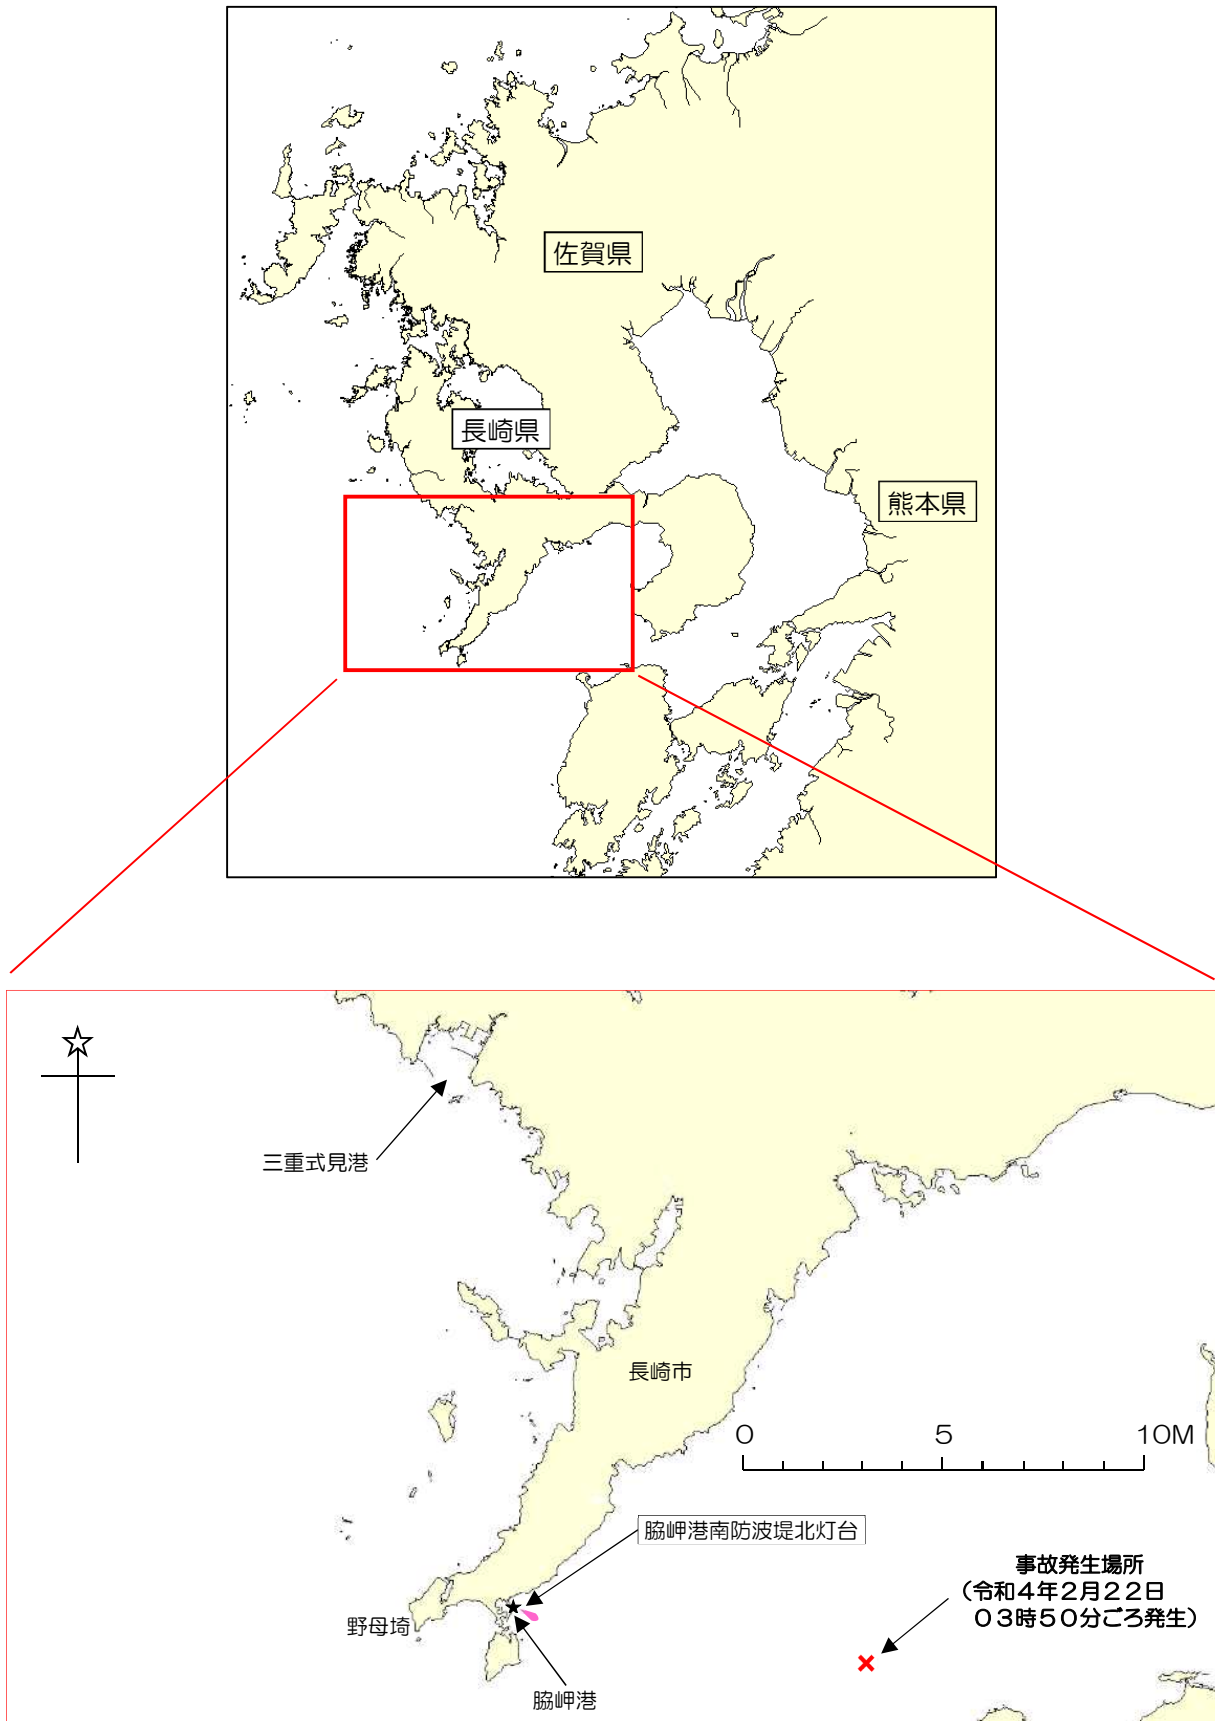 佐賀県
長崎県
熊本県
三重式見港
長崎市
0 5 10M
脇岬港南防波堤北灯台
事故発生場所
(令和4年2月22日
03時50分ごろ発生)
野母埼
脇岬港